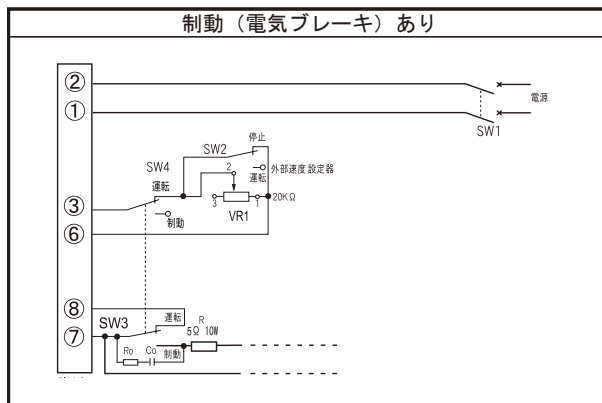 制動（電気ブレーキ）あり
②
電源
①
SW1
停止
SW2
SW4
2
外部速度設定器
運転
運転
3
1
20KΩ
③
制動
VR1
⑥
⑧
SW3
運転
R
5Ω 10W
⑦
Ro
Co
制動